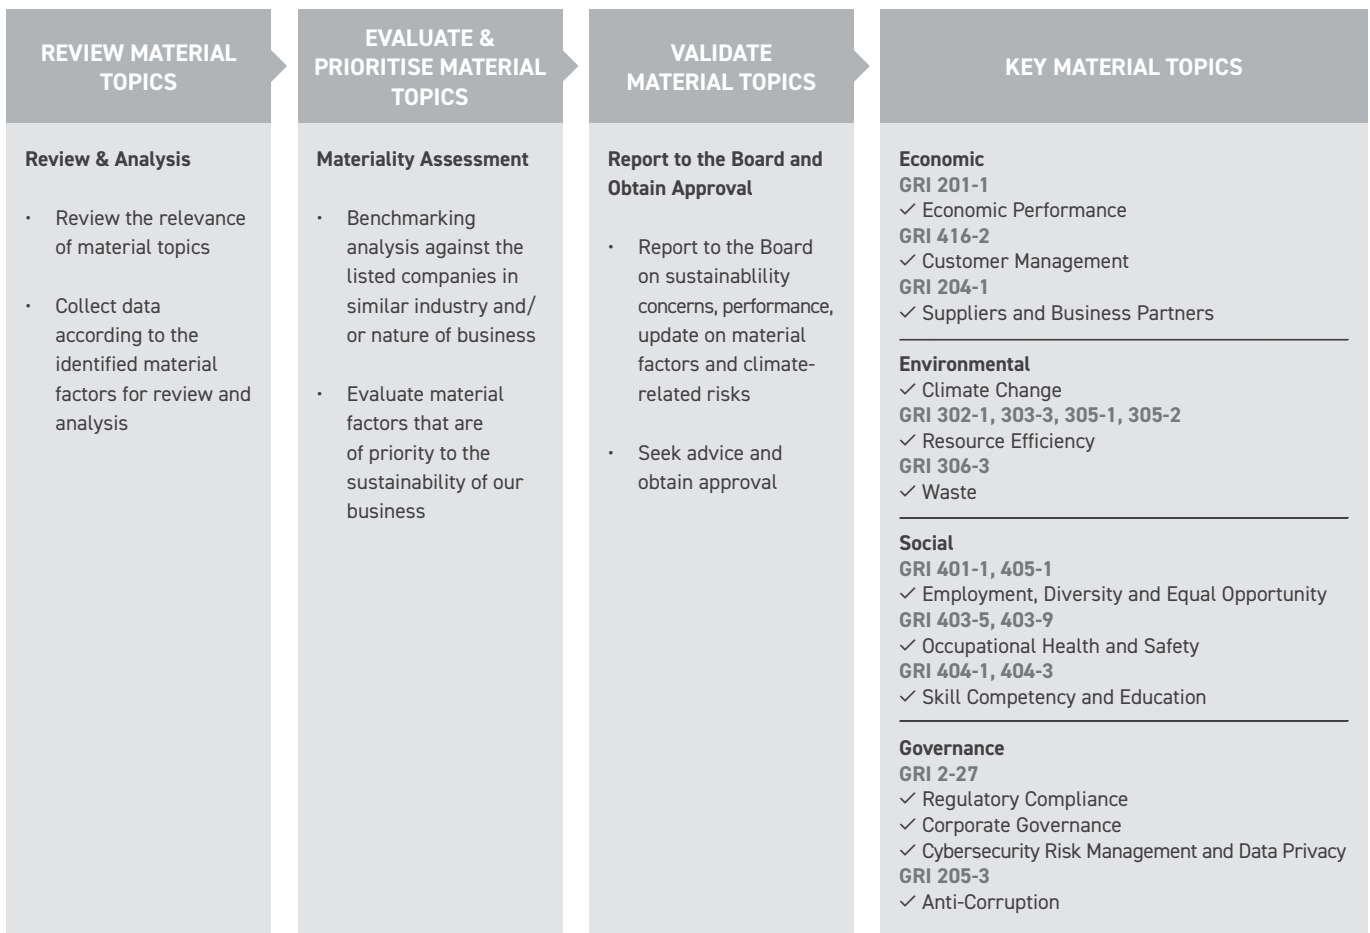 REVIEW MATERIAL
TOPICS
Review & Analysis
• Review the relevance
of material topics
• Collect data
according to the
identified material
factors for review and
analysis
EVALUATE &
PRIORITISE MATERIAL
TOPICS
Materiality Assessment
• Benchmarking
analysis against the
listed companies in
similar industry and/
or nature of business
• Evaluate material
factors that are
of priority to the
sustainability of our
business
VALIDATE
MATERIAL TOPICS
Report to the Board and
Obtain Approval
• Report to the Board
on sustainablility
concerns, performance,
update on material
factors and climate-
related risks
• Seek advice and
obtain approval
KEY MATERIAL TOPICS
Economic
GRI 201-1
✓ Economic Performance
GRI 416-2
✓ Customer Management
GRI 204-1
✓ Suppliers and Business Partners
Environmental
✓ Climate Change
GRI 302-1, 303-3, 305-1, 305-2
✓ Resource Efficiency
GRI 306-3
✓ Waste
Social
GRI 401-1, 405-1
✓ Employment, Diversity and Equal Opportunity
GRI 403-5, 403-9
✓ Occupational Health and Safety
GRI 404-1, 404-3
✓ Skill Competency and Education
Governance
GRI 2-27
✓ Regulatory Compliance
✓ Corporate Governance
✓ Cybersecurity Risk Management and Data Privacy
GRI 205-3
✓ Anti-Corruption